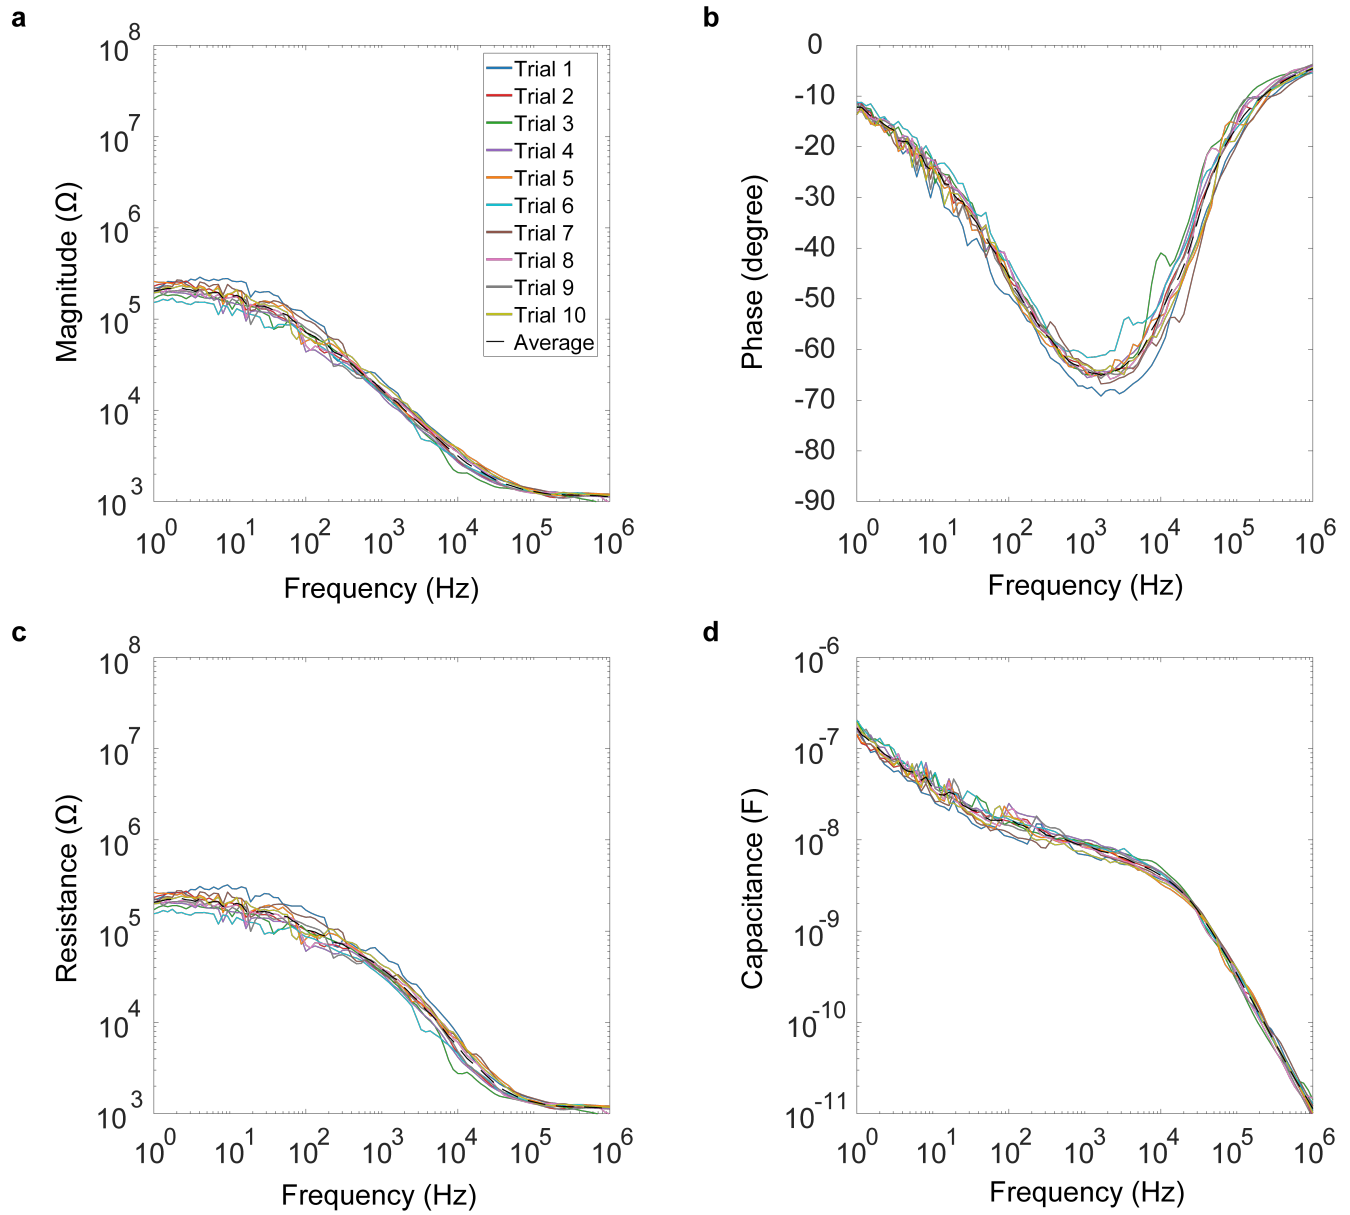 a
10^8
10^7
10^6
10^5
10^4
10^3
Magnitude (Ω)
10^0 10^1 10^2 10^3 10^4 10^5 10^6
Frequency (Hz)
Trial 1
Trial 2
Trial 3
Trial 4
Trial 5
Trial 6
Trial 7
Trial 8
Trial 9
Trial 10
Average
b
0
-10
-20
-30
-40
-50
-60
-70
-80
-90
Phase (degree)
10^0 10^1 10^2 10^3 10^4 10^5 10^6
Frequency (Hz)
c
10^8
10^7
10^6
10^5
10^4
10^3
Resistance (Ω)
10^0 10^1 10^2 10^3 10^4 10^5 10^6
Frequency (Hz)
d
10^-6
10^-7
10^-8
10^-9
10^-10
10^-11
Capacitance (F)
10^0 10^1 10^2 10^3 10^4 10^5 10^6
Frequency (Hz)